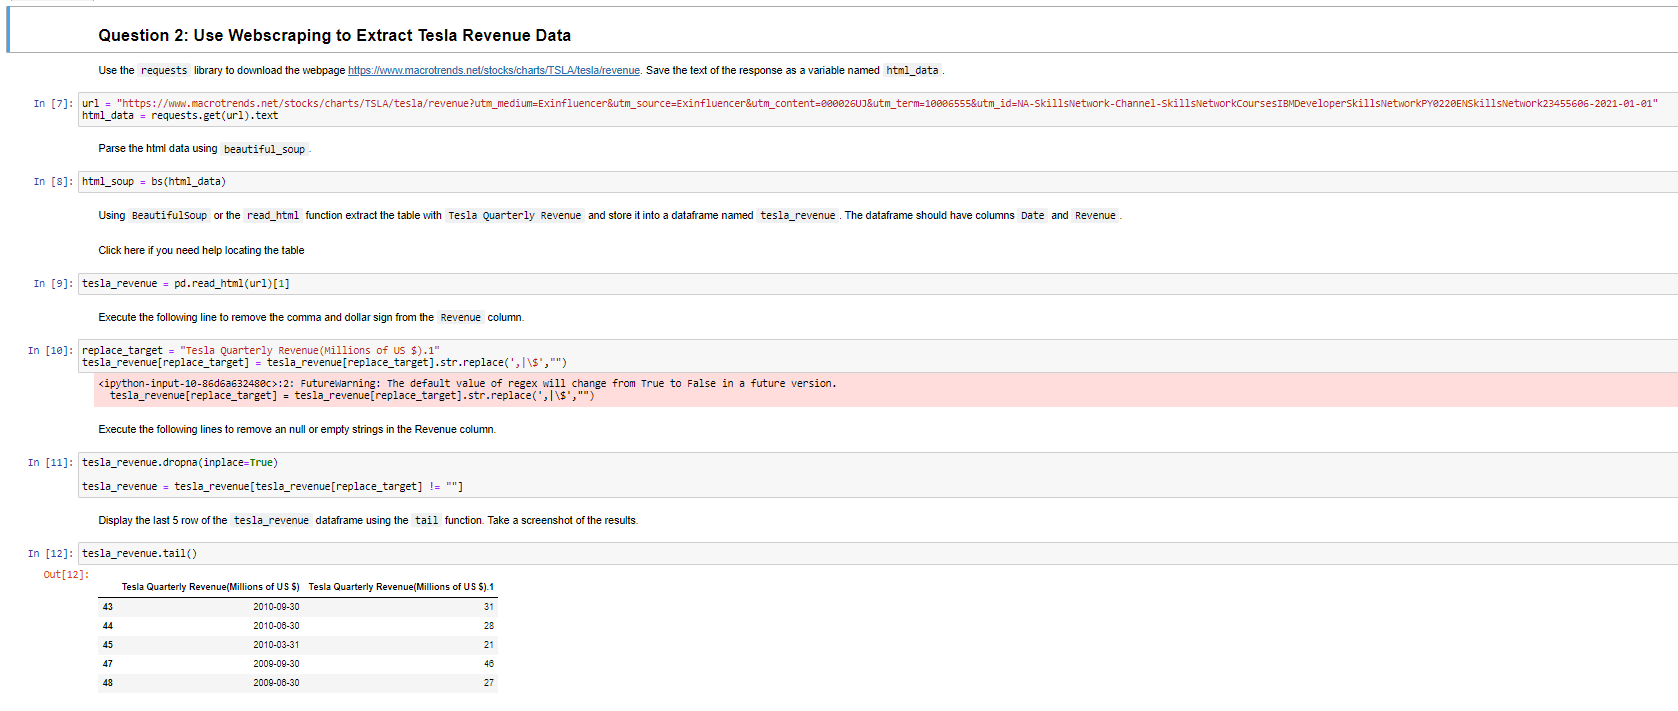 Question 2: Use Webscraping to Extract Tesla Revenue Data
Use the requests library to download the webpage https://www.macrotrends.net/stocks/charts/TSLA/tesla/revenue. Save the text of the response as a variable named html_data .
In [7]: url = "https://www.macrotrends.net/stocks/charts/TSLA/tesla/revenue?utm_medium=Exinfluencer&utm_source=Exinfluencer&utm_content=000026UJ&utm_term=10006555&utm_id=NA-SkillsNetwork-Channel-SkillsNetworkCoursesIBMDeveloperSkillsNetworkPY0220ENSkillsNetwork23455606-2021-01-01"
html_data = requests.get(url).text
Parse the html data using beautiful_soup .
In [8]: html_soup = bs(html_data)
Using BeautifulSoup or the read_html function extract the table with Tesla Quarterly Revenue and store it into a dataframe named tesla_revenue . The dataframe should have columns Date and Revenue .
Click here if you need help locating the table
In [9]: tesla_revenue = pd.read_html(url)[1]
Execute the following line to remove the comma and dollar sign from the Revenue column.
In [10]: replace_target = "Tesla Quarterly Revenue(Millions of US $).1"
tesla_revenue[replace_target] = tesla_revenue[replace_target].str.replace(',|\$',"")
<ipython-input-10-86d6a632480c>:2: FutureWarning: The default value of regex will change from True to False in a future version.
tesla_revenue[replace_target] = tesla_revenue[replace_target].str.replace(',|\$',"")
Execute the following lines to remove an null or empty strings in the Revenue column.
In [11]: tesla_revenue.dropna(inplace=True)
tesla_revenue = tesla_revenue[tesla_revenue[replace_target] != ""]
Display the last 5 row of the tesla_revenue dataframe using the tail function. Take a screenshot of the results.
In [12]: tesla_revenue.tail()
Out[12]:
Tesla Quarterly Revenue(Millions of US $) Tesla Quarterly Revenue(Millions of US $).1
43 2010-09-30 31
44 2010-06-30 28
45 2010-03-31 21
47 2009-09-30 46
48 2009-06-30 27